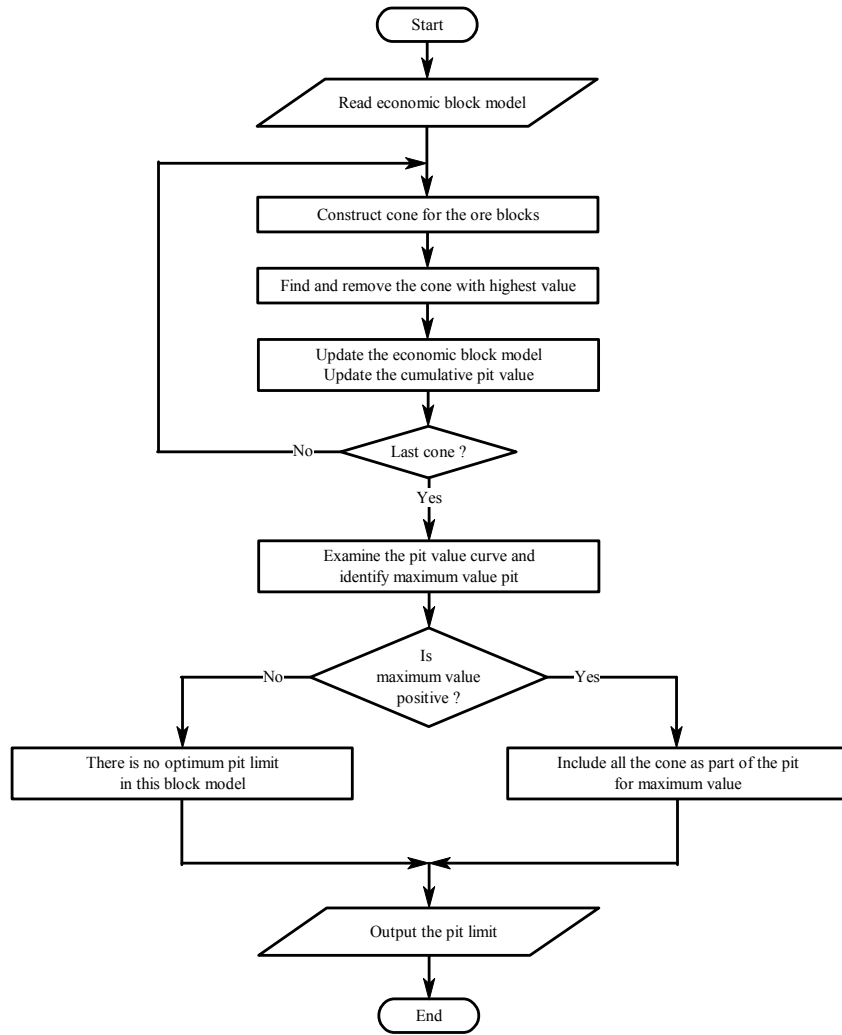 Start
Read economic block model
Construct cone for the ore blocks
Find and remove the cone with highest value
Update the economic block model
Update the cumulative pit value
Last cone ?
No
Yes
Examine the pit value curve and
identify maximum value pit
Is
maximum value
positive ?
No
Yes
There is no optimum pit limit
in this block model
Include all the cone as part of the pit
for maximum value
Output the pit limit
End